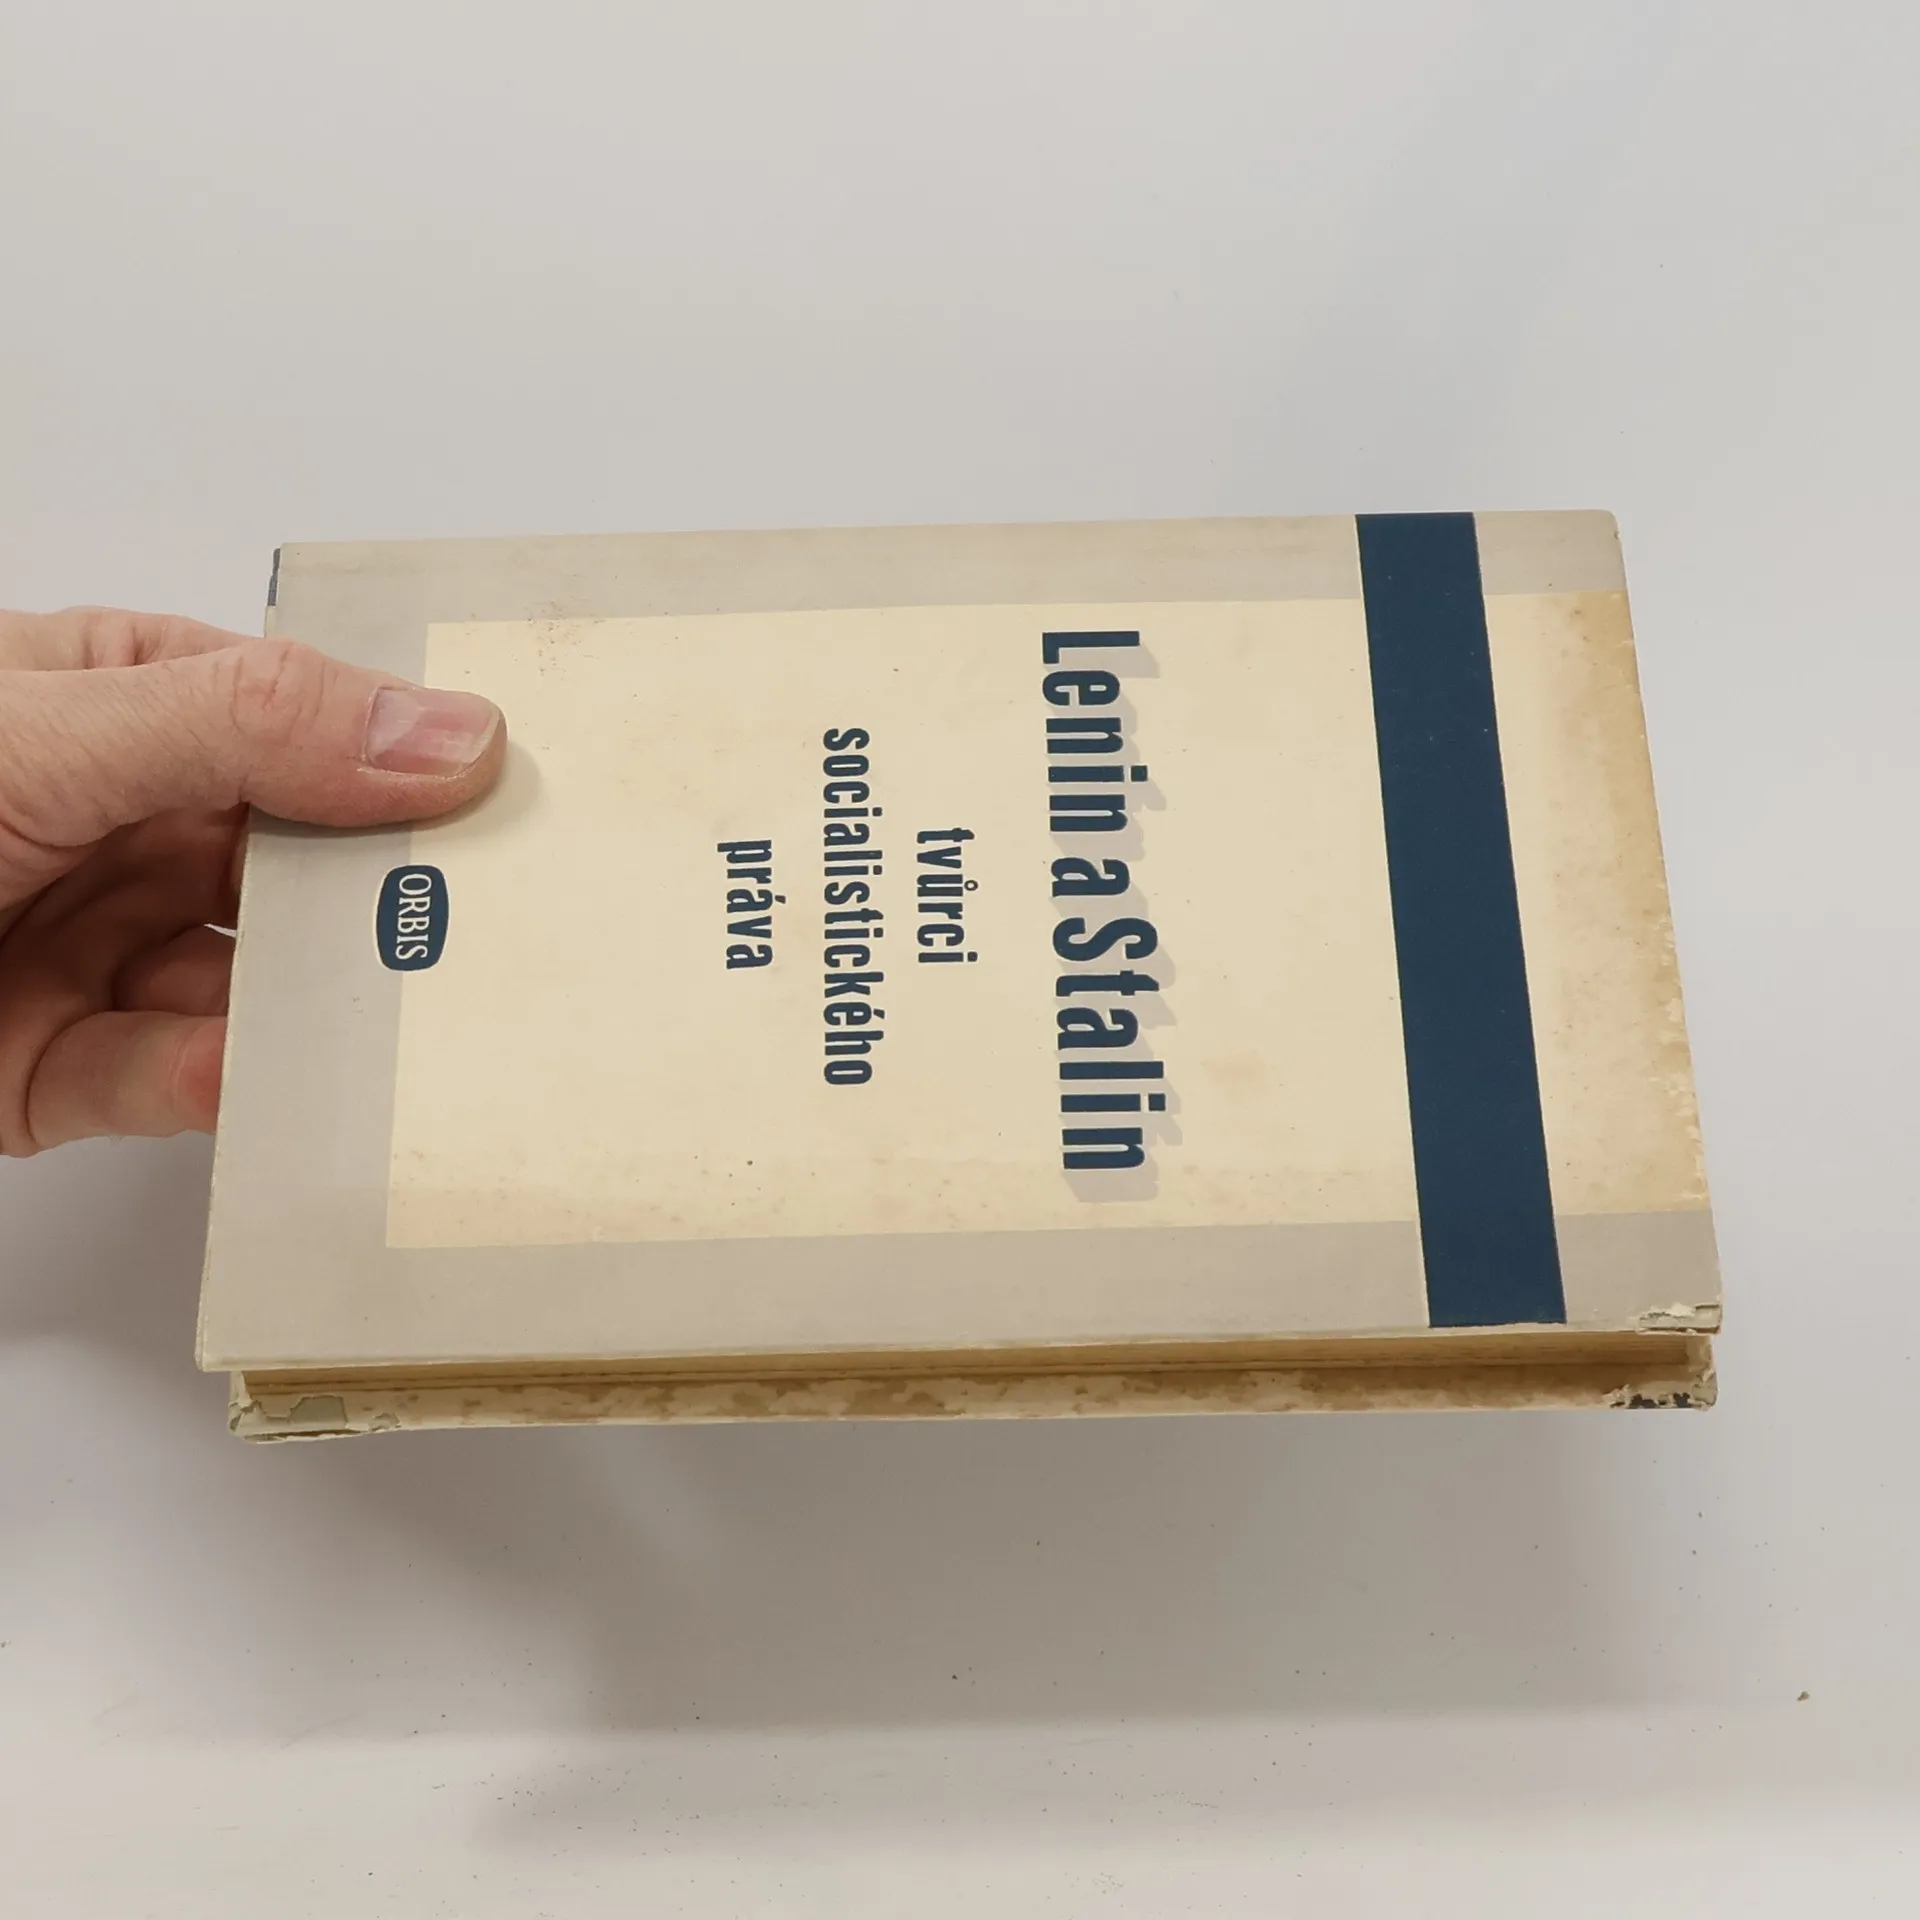 Lenin a Stalin
tvůrci
socialistického
práva
ORBIS